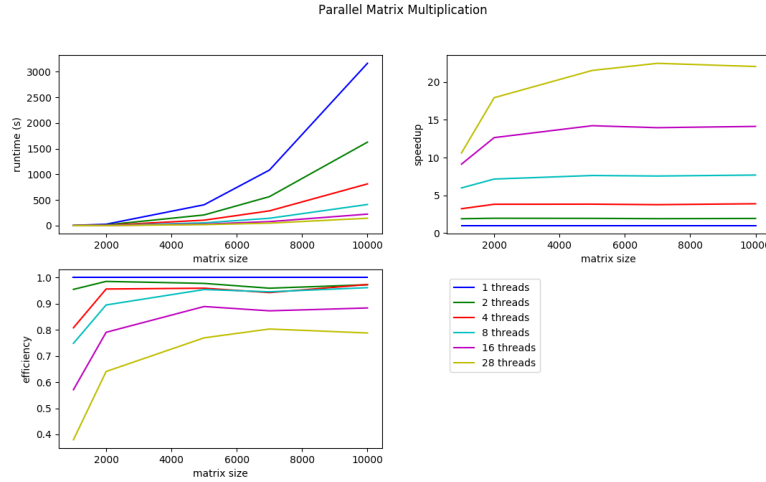 Parallel Matrix Multiplication
runtime (s)
3000
2500
2000
1500
1000
500
0
2000 4000 6000 8000 10000
matrix size
speedup
20
15
10
5
0
2000 4000 6000 8000 10000
matrix size
efficiency
1.0
0.9
0.8
0.7
0.6
0.5
0.4
2000 4000 6000 8000 10000
matrix size
1 threads
2 threads
4 threads
8 threads
16 threads
28 threads